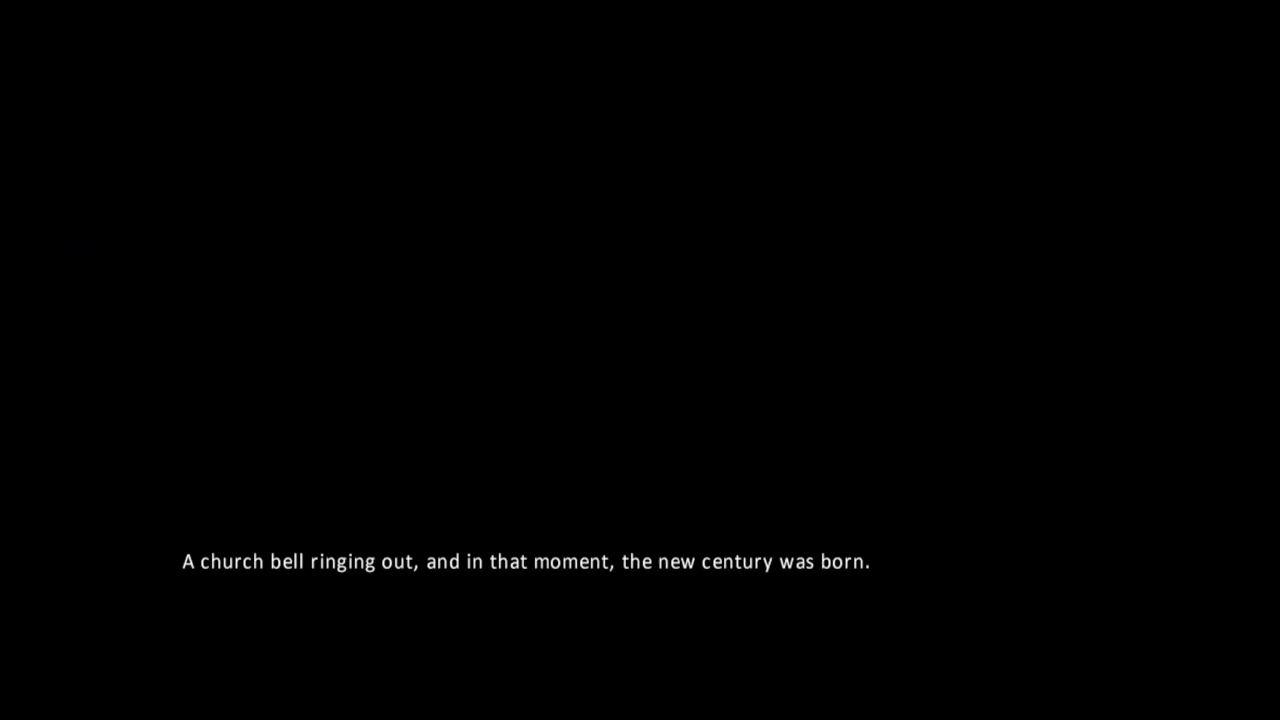 A church bell ringing out, and in that moment, the new century was born.